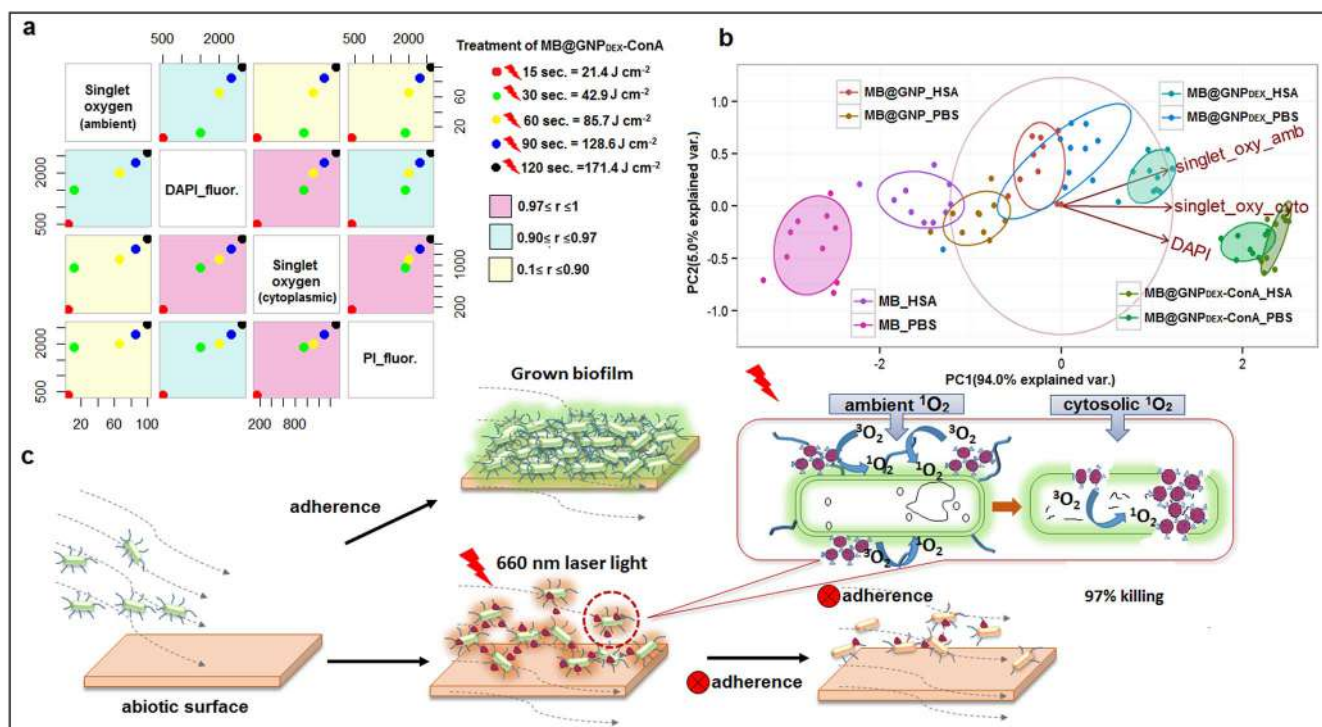 a
500 2000 500 2000
Treatment of MB@GNPDEX-ConA
15 sec. = 21.4 J cm-2
30 sec. = 42.9 J cm-2
60 sec. = 85.7 J cm-2
90 sec. = 128.6 J cm-2
120 sec. =171.4 J cm-2
0.97≤ r ≤1
0.90≤ r ≤0.97
0.1≤ r ≤0.90
Singlet
oxygen
(ambient)
20 60
DAPI_fluor.
500 2000
Singlet
oxygen
(cytoplasmic)
200 1000
PI_fluor.
500 2000
20 60 100 200 800
b
MB@GNP_HSA
MB@GNP_PBS
MB@GNPDEX_HSA
MB@GNPDEX_PBS
singlet_oxy_amb
singlet_oxy_cyto
DAPI
MB_HSA
MB_PBS
MB@GNPDEX-ConA_HSA
MB@GNPDEX-ConA_PBS
PC2(5.0% explained var.)
1.0
0.5
0.0
-0.5
-1.0
-2 0 2
PC1(94.0% explained var.)
c
Grown biofilm
adherence
abiotic surface
660 nm laser light
adherence
ambient ¹O₂
cytosolic ¹O₂
³O₂ ³O₂
¹O₂ ¹O₂
³O₂ ¹O₂
³O₂ ¹O₂
adherence
97% killing